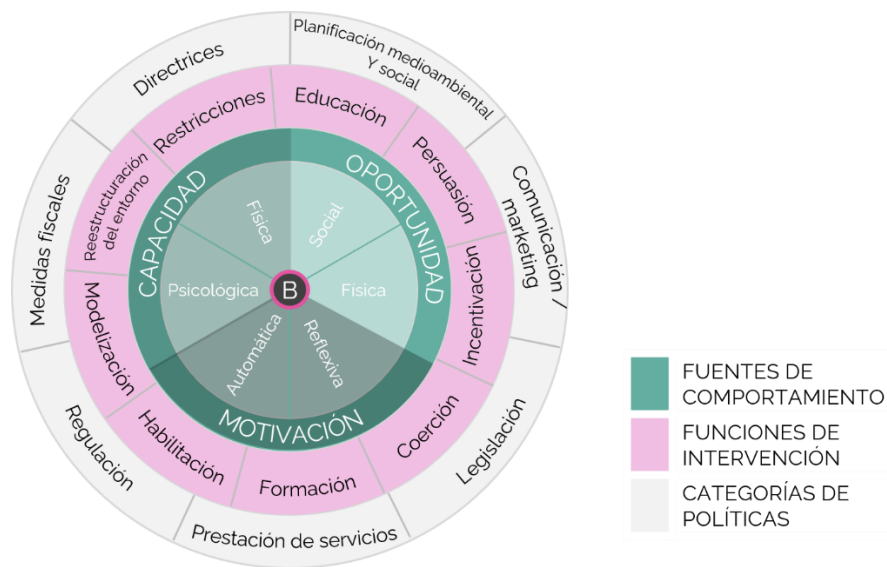 Planificación medioambiental
Y social
Comunicación /
marketing
Legislación
Prestación de servicios
Regulación
Medidas fiscales
Directrices
Educación
Persuasión
Incentivación
Coerción
Formación
Habilitación
Modelización
Reestructuración
del entorno
Restricciones
CAPACIDAD
OPORTUNIDAD
MOTIVACIÓN
Física
Social
Psicológica
B
Física
Automática
Reflexiva
FUENTES DE
COMPORTAMIENTO
FUNCIONES DE
INTERVENCIÓN
CATEGORÍAS DE
POLÍTICAS